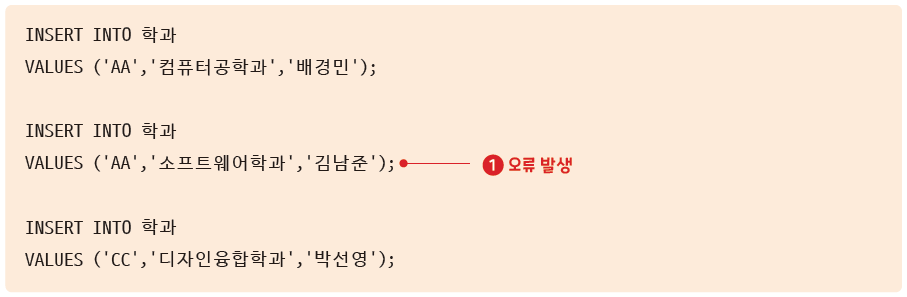 INSERT INTO 학과
VALUES ('AA','컴퓨터공학과','배경민');
INSERT INTO 학과
VALUES ('AA','소프트웨어학과','김남준'); 1 오류 발생
INSERT INTO 학과
VALUES ('CC','디자인융합학과','박선영');